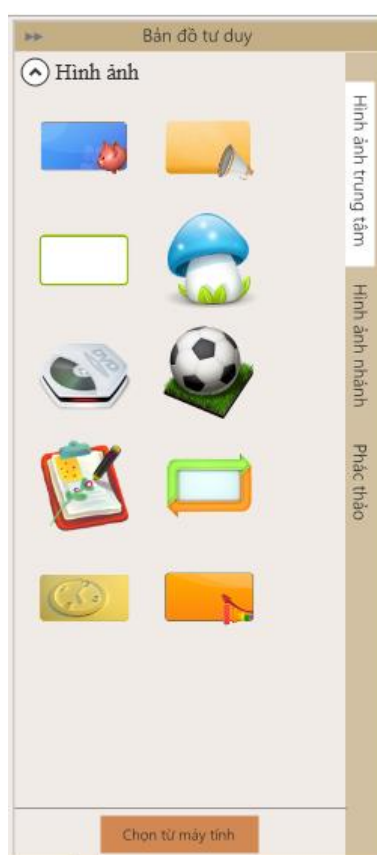 Bản đồ tư duy
Hình ảnh
Hình ảnh trung tâm
Hình ảnh nhánh
Phác thảo
DVD
Chọn từ máy tính